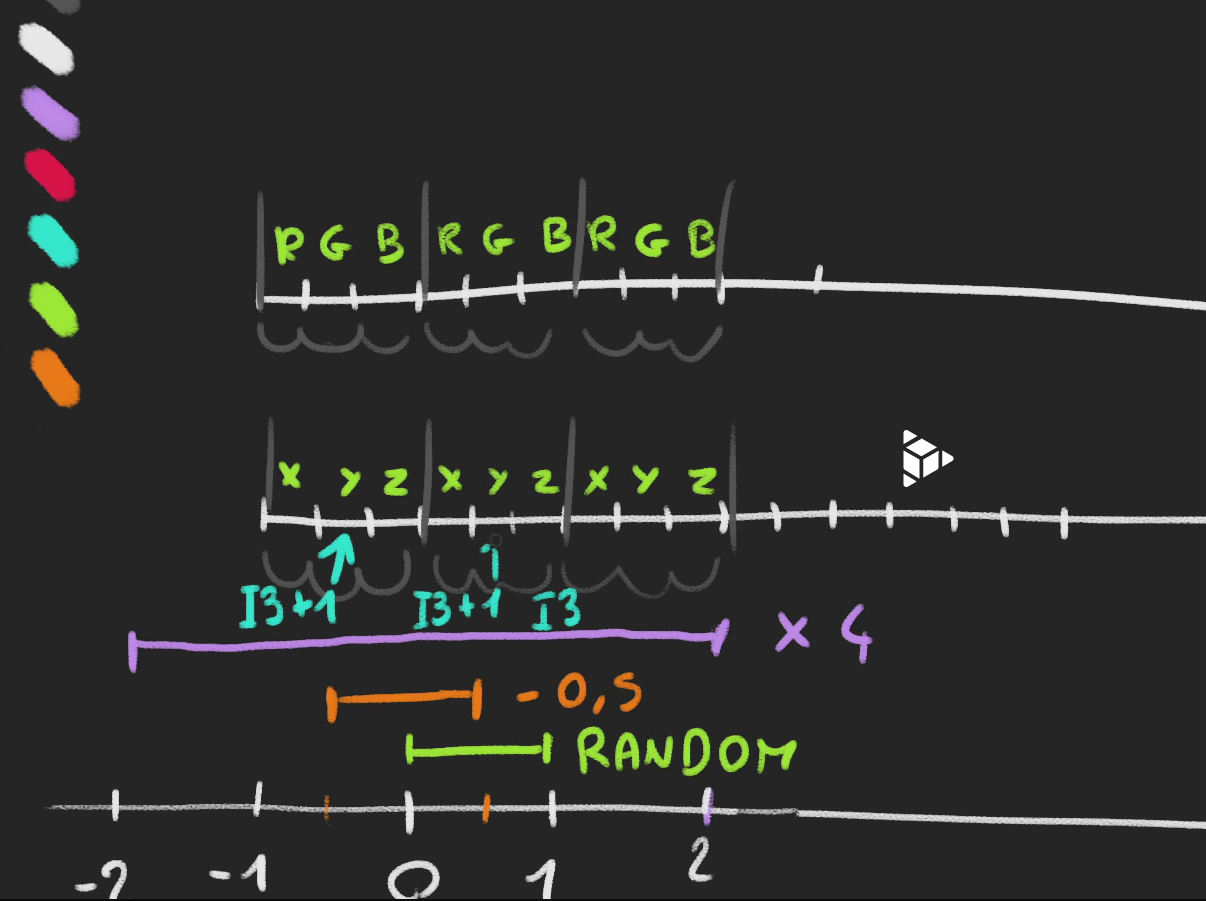 R G B R G B R G B
x y z x y z x y z
I3+1 I3+1 I3
x 4
- 0,5
RANDOM
-2 -1 0 1 2